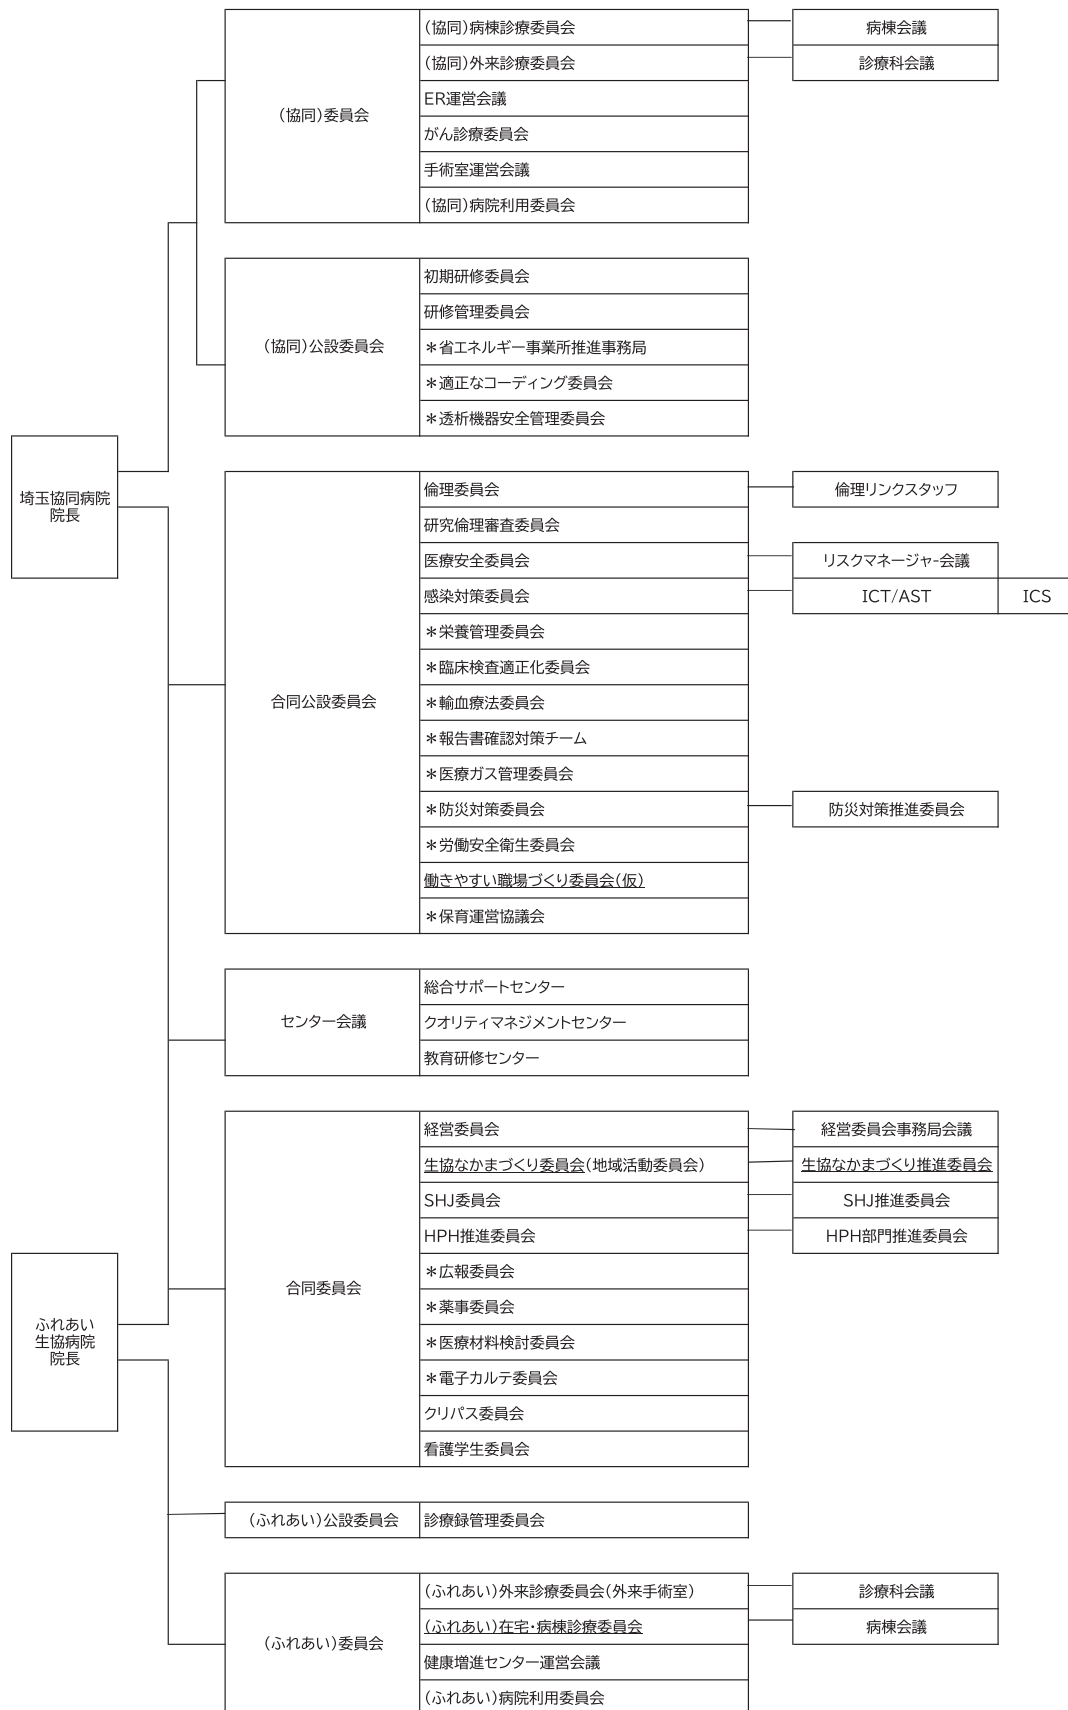 (協同)委員会
(協同)病棟診療委員会
病棟会議
(協同)外来診療委員会
診療科会議
ER運営会議
がん診療委員会
手術室運営会議
(協同)病院利用委員会
(協同)公設委員会
初期研修委員会
研修管理委員会
＊省エネルギー事業所推進事務局
＊適正なコーディング委員会
＊透析機器安全管理委員会
埼玉協同病院
院長
合同公設委員会
倫理委員会
倫理リンクスタッフ
研究倫理審査委員会
医療安全委員会
リスクマネージャ-会議
感染対策委員会
ICT/AST
ICS
＊栄養管理委員会
＊臨床検査適正化委員会
＊輸血療法委員会
＊報告書確認対策チーム
＊医療ガス管理委員会
＊防災対策委員会
防災対策推進委員会
＊労働安全衛生委員会
働きやすい職場づくり委員会(仮)
＊保育運営協議会
センター会議
総合サポートセンター
クオリティマネジメントセンター
教育研修センター
合同委員会
経営委員会
経営委員会事務局会議
生協なかまづくり委員会(地域活動委員会)
生協なかまづくり推進委員会
SHJ委員会
SHJ推進委員会
HPH推進委員会
HPH部門推進委員会
＊広報委員会
＊薬事委員会
＊医療材料検討委員会
＊電子カルテ委員会
クリパス委員会
看護学生委員会
ふれあい
生協病院
院長
(ふれあい)公設委員会
診療録管理委員会
(ふれあい)委員会
(ふれあい)外来診療委員会(外来手術室)
診療科会議
(ふれあい)在宅・病棟診療委員会
病棟会議
健康増進センター運営会議
(ふれあい)病院利用委員会